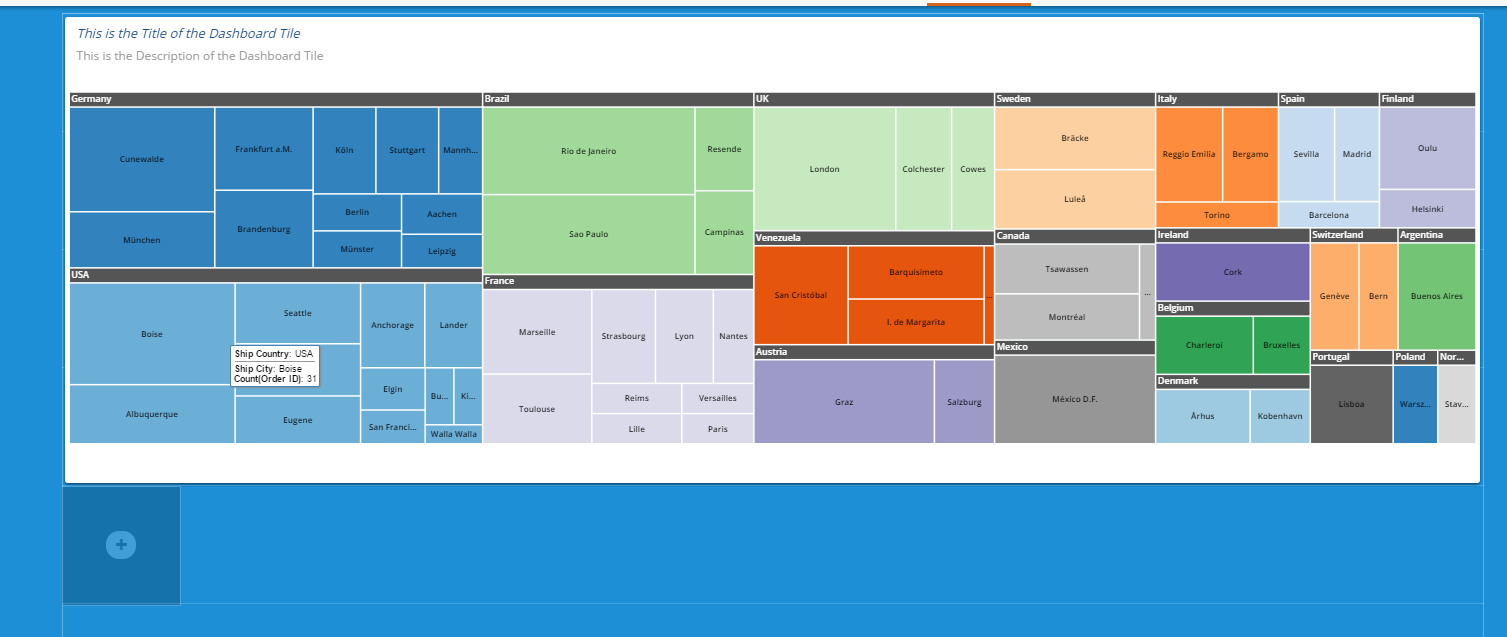 This is the Title of the Dashboard Tile
This is the Description of the Dashboard Tile
Germany
Cunewalde
Frankfurt a.M.
Köln
Stuttgart
Mannh...
München
Brandenburg
Berlin
Aachen
Münster
Leipzig
USA
Boise
Seattle
Anchorage
Lander
Albuquerque
Eugene
Elgin
Bu...
Ki...
San Franci...
Walla Walla
Ship Country: USA
Ship City: Boise
Count(Order ID): 31
Brazil
Rio de Janeiro
Resende
Sao Paulo
Campinas
France
Marseille
Strasbourg
Lyon
Nantes
Toulouse
Reims
Versailles
Lille
Paris
UK
London
Colchester
Cowes
Venezuela
San Cristóbal
Barquisimeto
I. de Margarita
...
Austria
Graz
Salzburg
Sweden
Bräcke
Luleå
Canada
Tsawassen
Montréal
...
Mexico
México D.F.
Italy
Reggio Emilia
Bergamo
Torino
Spain
Sevilla
Madrid
Barcelona
Finland
Oulu
Helsinki
Ireland
Cork
Belgium
Charleroi
Bruxelles
Denmark
Århus
Kobenhavn
Switzerland
Genève
Bern
Argentina
Buenos Aires
Portugal
Lisboa
Poland
Warsz...
Nor...
Stav...